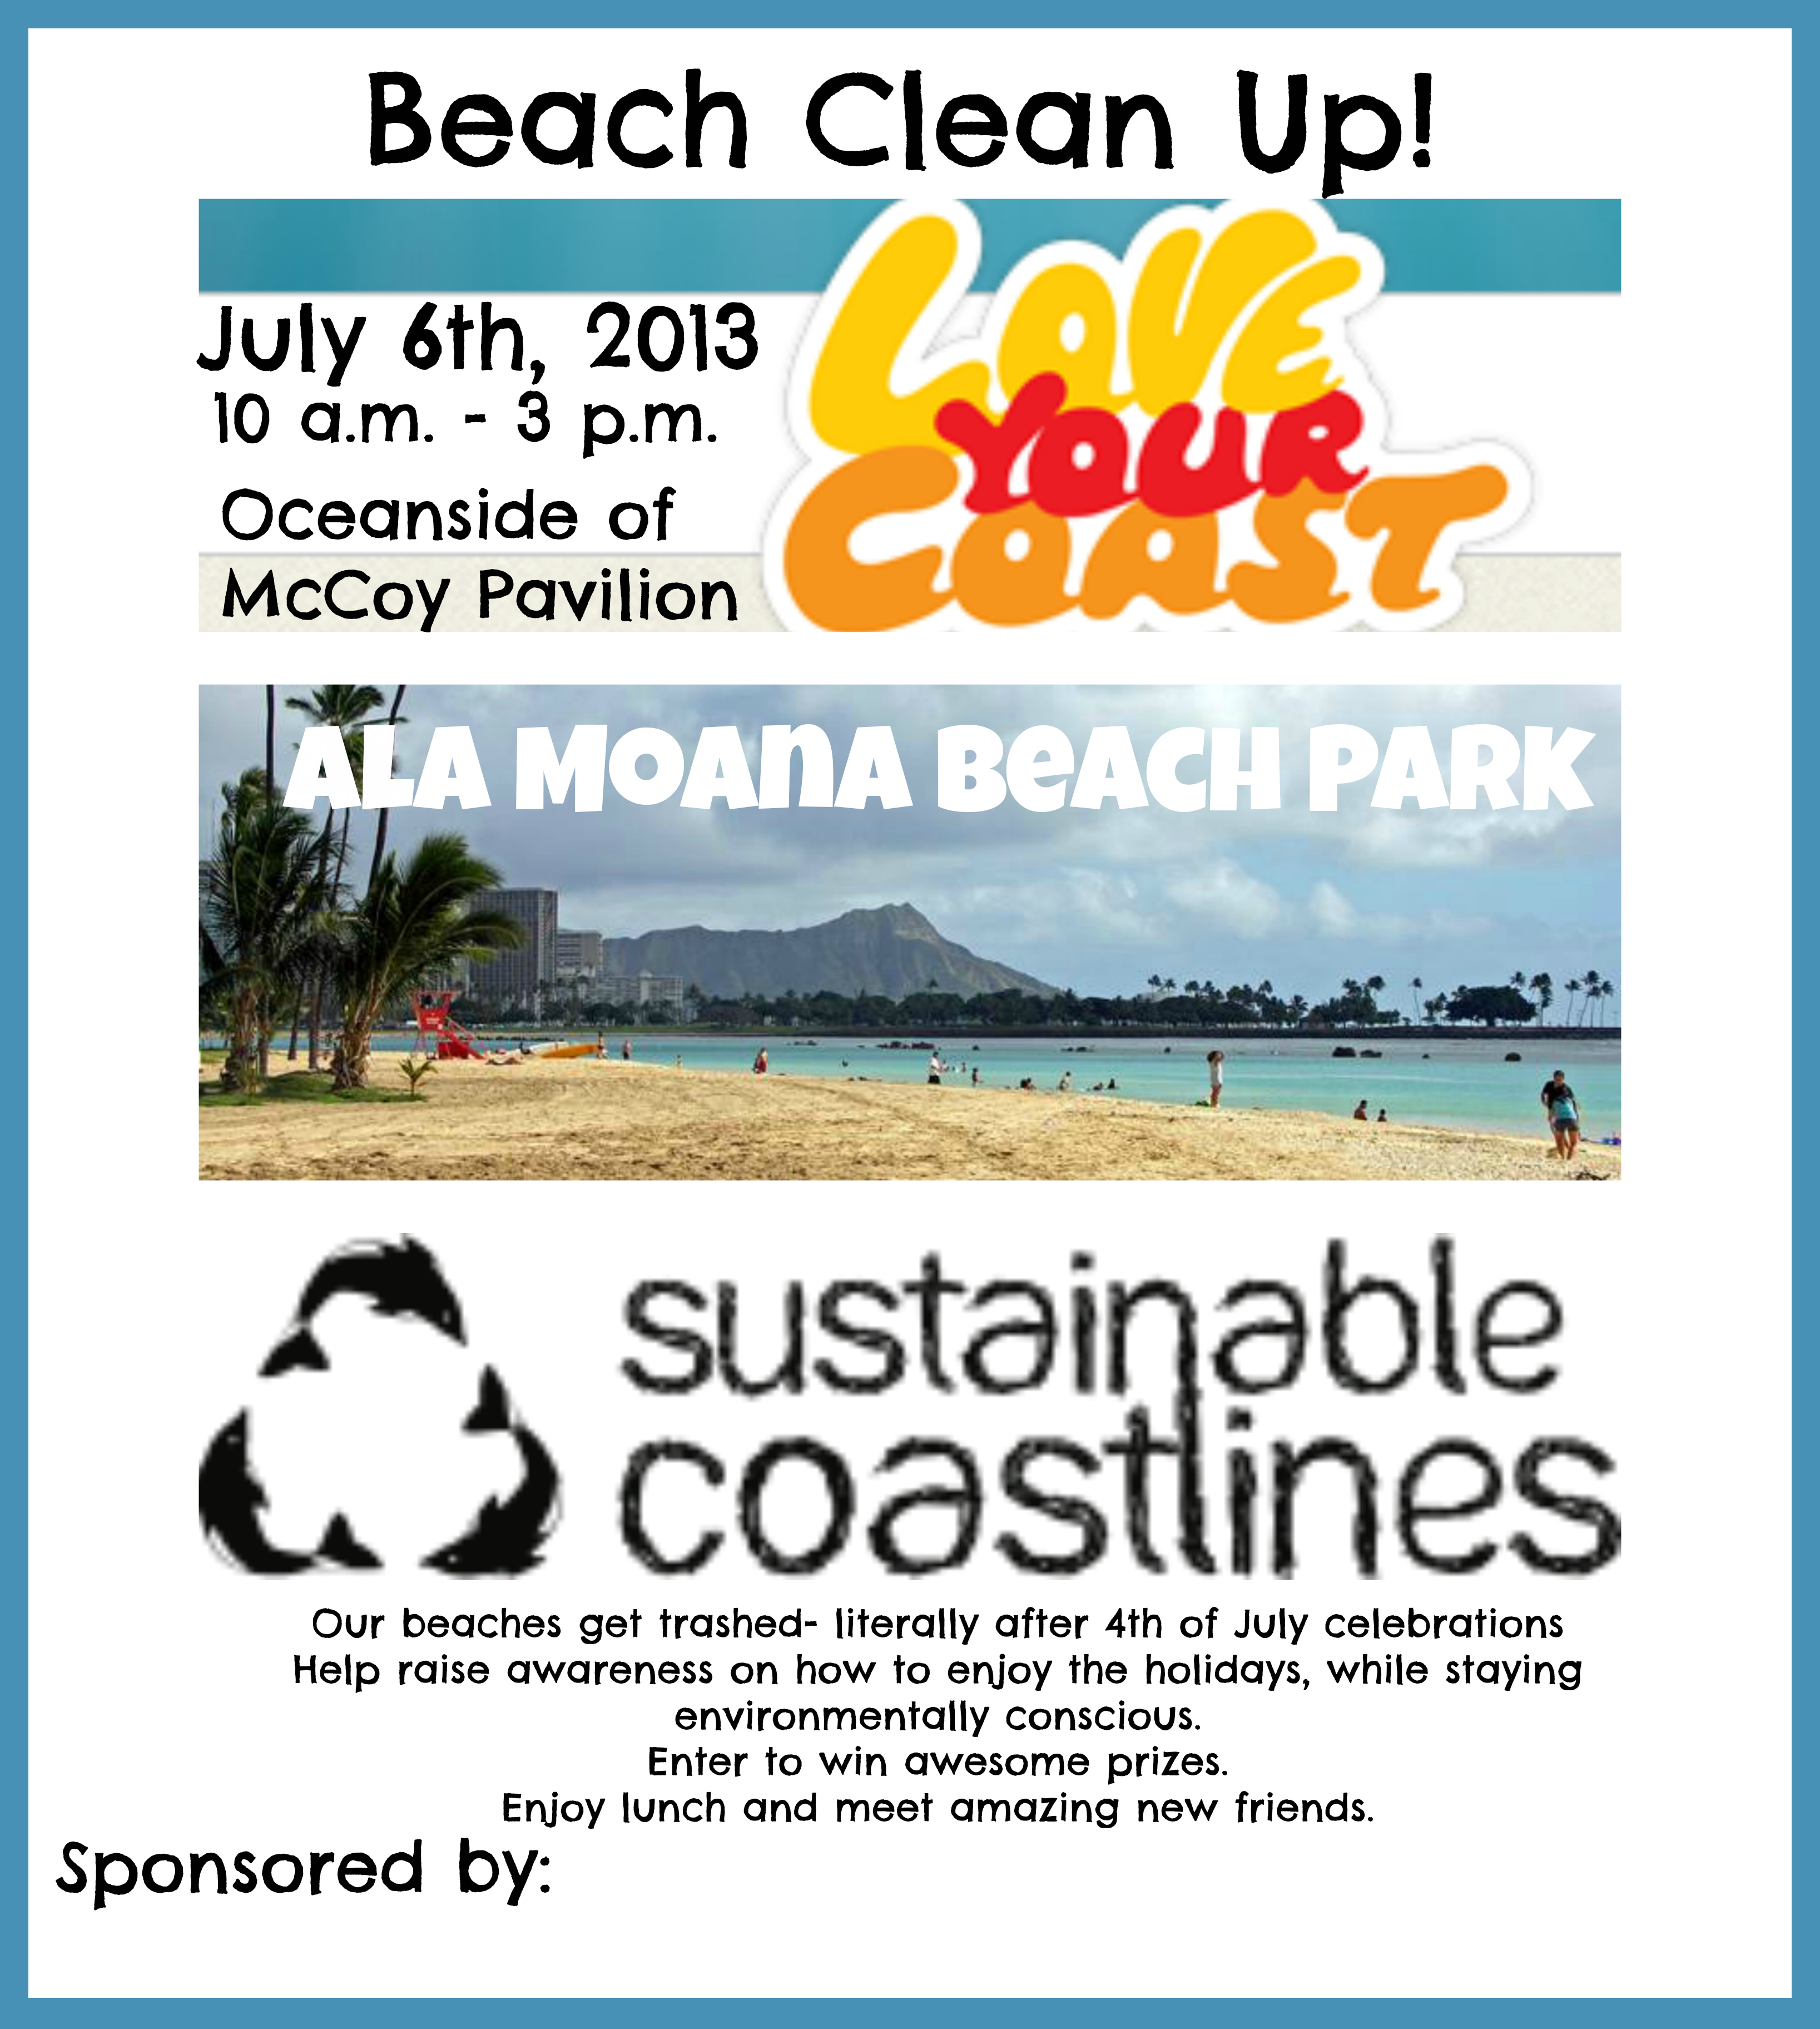 Beach Clean Up!
July 6th, 2013
10 a.m. - 3 p.m.
Oceanside of
McCoy Pavilion
LOVE
YOUR
COAST
ALA MOANA BEACH PARK
sustainable
coastlines
Our beaches get trashed- literally after 4th of July celebrations
Help raise awareness on how to enjoy the holidays, while staying
environmentally conscious.
Enter to win awesome prizes.
Enjoy lunch and meet amazing new friends.
Sponsored by: